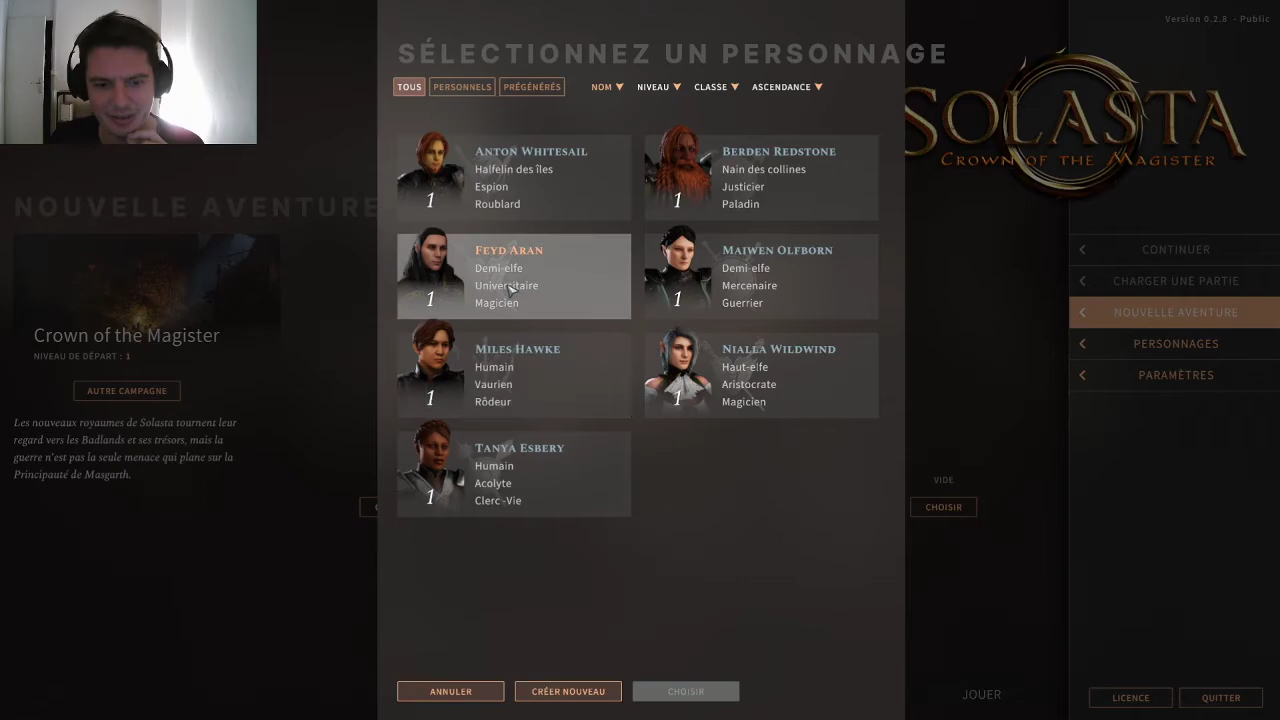 Version 0.2.8 - Public
SÉLECTIONNEZ UN PERSONNAGE
TOUS
PERSONNELS
PRÉGÉNÉRÉS
NOM
NIVEAU
CLASSE
ASCENDANCE
SOLASTA
CROWN OF THE MAGISTER
ANTON WHITESAIL
Halfelin des îles
Espion
Roublard
1
BERDEN REDSTONE
Nain des collines
Justicier
Paladin
1
FEYD ARAN
Demi-elfe
Universitaire
Magicien
1
MAIWEN OLFBORN
Demi-elfe
Mercenaire
Guerrier
1
MILES HAWKE
Humain
Vaurien
Rôdeur
1
NIALLA WILDWIND
Haut-elfe
Aristocrate
Magicien
1
TANYA ESBERY
Humain
Acolyte
Clerc -Vie
1
NOUVELLE AVENTURE
Crown of the Magister
NIVEAU DE DÉPART : 1
AUTRE CAMPAGNE
Les nouveaux royaumes de Solasta tournent leur
regard vers les Badlands et ses trésors, mais la
guerre n'est pas la seule menace qui plane sur la
Principauté de Masgarth.
CONTINUER
CHARGER UNE PARTIE
NOUVELLE AVENTURE
PERSONNAGES
PARAMÈTRES
VIDE
CHOISIR
ANNULER
CRÉER NOUVEAU
CHOISIR
JOUER
LICENCE
QUITTER